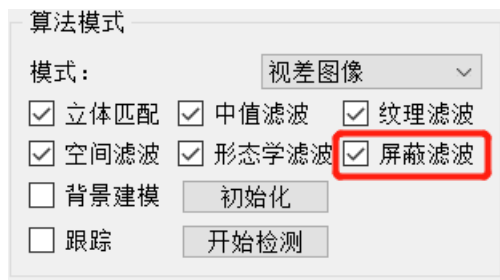 算法模式
模式： 视差图像
立体匹配 中值滤波 纹理滤波
空间滤波 形态学滤波 屏蔽滤波
背景建模 初始化
跟踪 开始检测